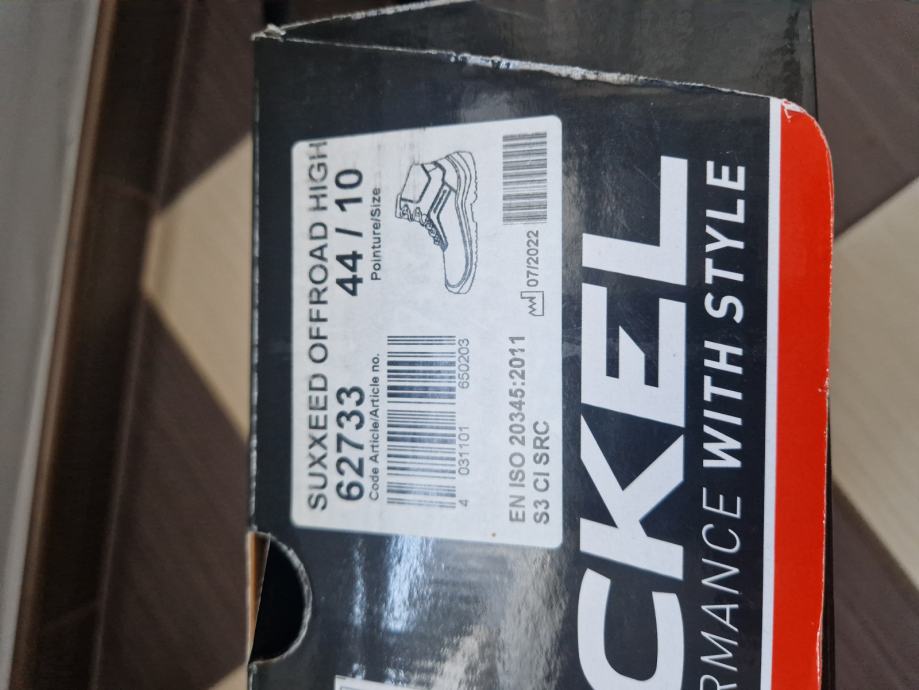 SUXXEED OFFROAD HIGH
62733 44 / 10
Code Article/Article no. Pointure/Size
4 031101 650203
EN ISO 20345:2011
S3 CI SRC 07/2022
CKEL
RMANCE WITH STYLE